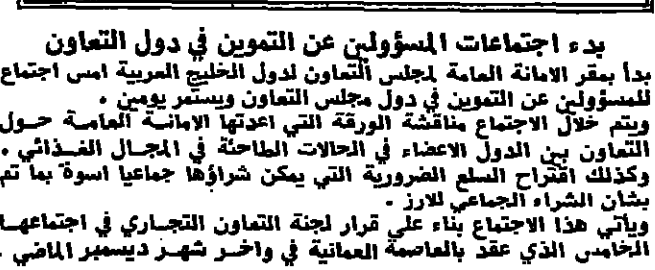 بدء اجتماعات المسؤولين عن التموين في دول التعاون
بدأ بمقر الامانة العامة لمجلس التعاون لدول الخليج العربية امس اجتماع
للمسؤولين عن التموين في دول مجلس التعاون ويستمر يومين .
ويتم خلال الاجتماع مناقشة الورقة التي اعدتها الامانة العامة حول
التعاون بين الدول الاعضاء في الحالات الطاحئة في المجال الغذائي .
وكذلك اقتراح السلع الضرورية التي يمكن شراؤها جماعيا اسوة بما تم
بشان الشراء الجماعي للارز .
ويأتي هذا الاجتماع بناء علي قرار لجنة التعاون التجاري في اجتماعها
الخامس الذي عقد بالعاصمه العمانية في واخر شهر ديسمبر الماضي .